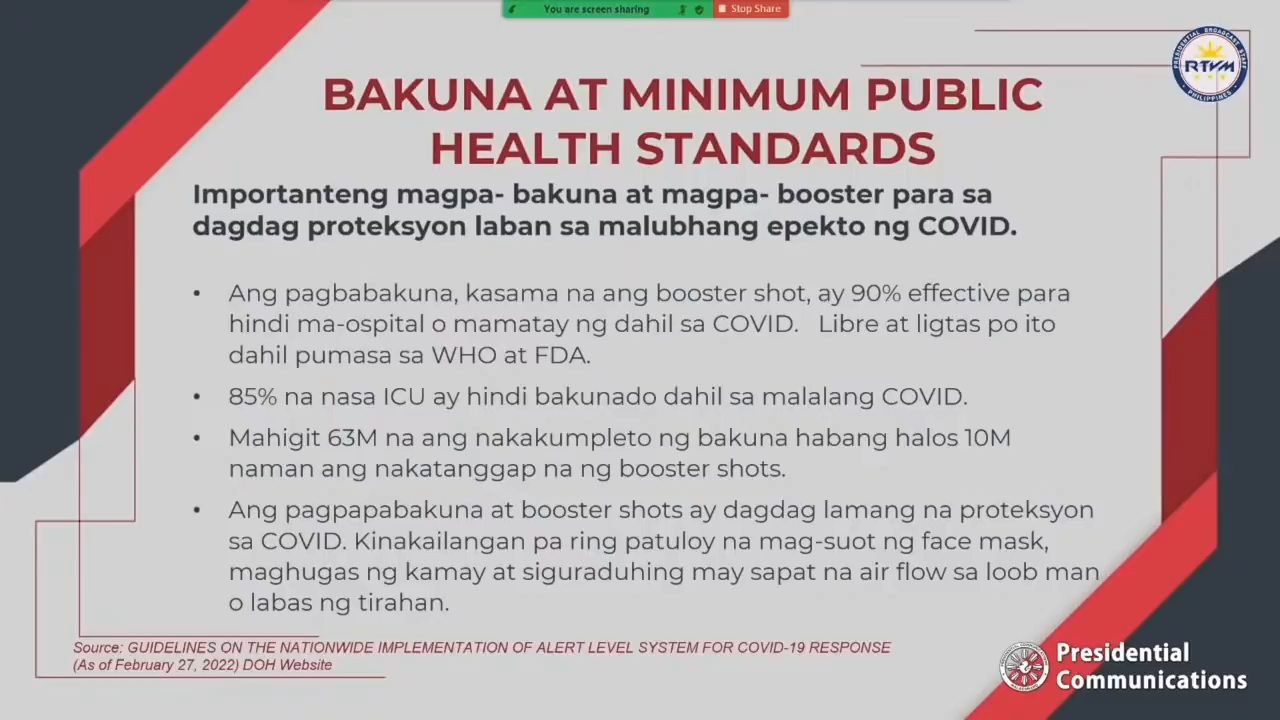 You are screen sharing
Stop Share
PRESIDENTIAL BROADCAST STAFF
RTVM
PHILIPPINES
BAKUNA AT MINIMUM PUBLIC
HEALTH STANDARDS
Importanteng magpa- bakuna at magpa- booster para sa
dagdag proteksyon laban sa malubhang epekto ng COVID.
• Ang pagbabakuna, kasama na ang booster shot, ay 90% effective para
hindi ma-ospital o mamatay ng dahil sa COVID. Libre at ligtas po ito
dahil pumasa sa WHO at FDA.
• 85% na nasa ICU ay hindi bakunado dahil sa malalang COVID.
• Mahigit 63M na ang nakakumpleto ng bakuna habang halos 10M
naman ang nakatanggap na ng booster shots.
• Ang pagpapabakuna at booster shots ay dagdag lamang na proteksyon
sa COVID. Kinakailangan pa ring patuloy na mag-suot ng face mask,
maghugas ng kamay at siguraduhing may sapat na air flow sa loob man
o labas ng tirahan.
Source: GUIDELINES ON THE NATIONWIDE IMPLEMENTATION OF ALERT LEVEL SYSTEM FOR COVID-19 RESPONSE
(As of February 27, 2022) DOH Website
Presidential
Communications